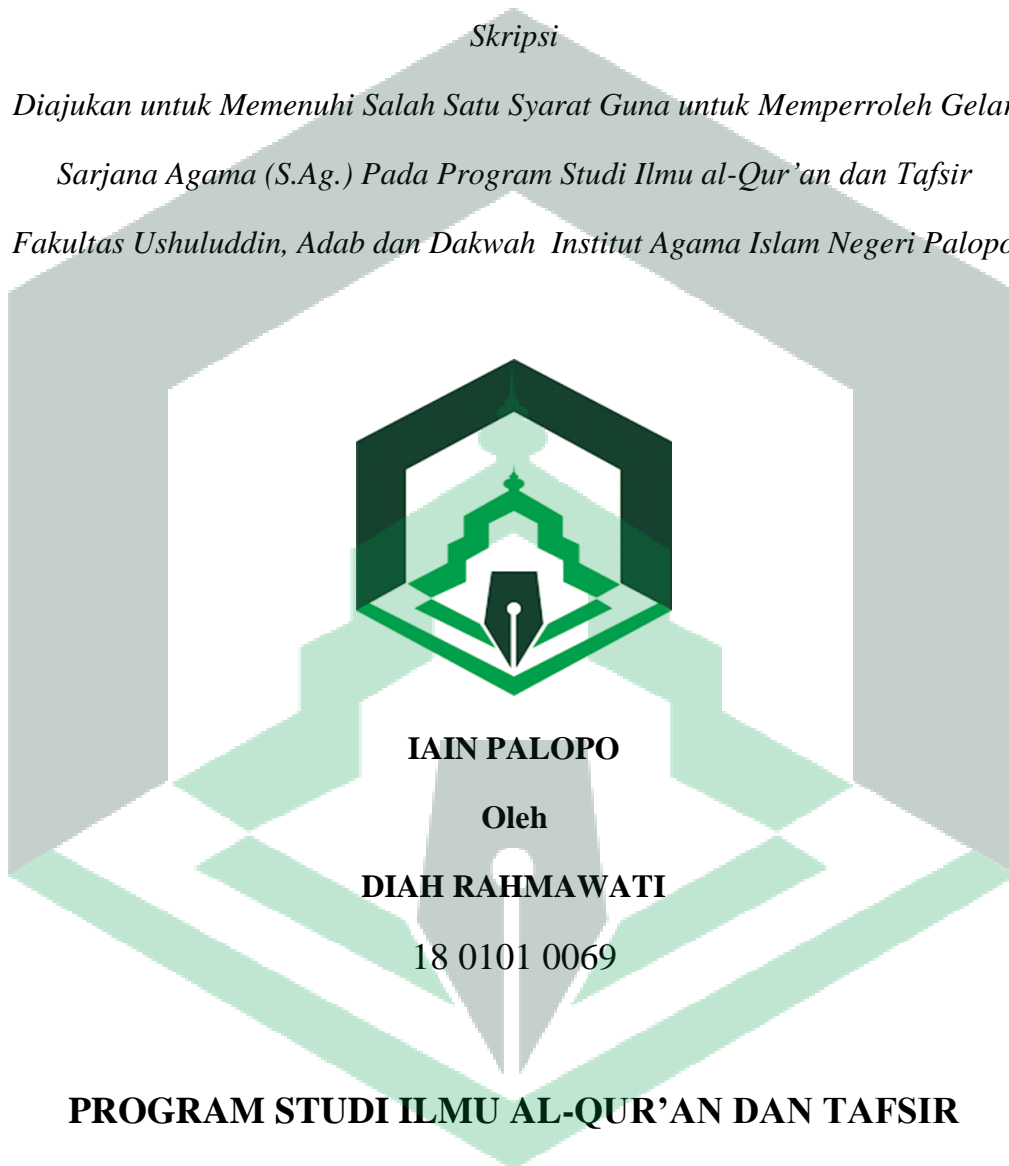 Skripsi
Diajukan untuk Memenuhi Salah Satu Syarat Guna untuk Memperroleh Gelar
Sarjana Agama (S.Ag.) Pada Program Studi Ilmu al-Qur’an dan Tafsir
Fakultas Ushuluddin, Adab dan Dakwah Institut Agama Islam Negeri Palopo
IAIN PALOPO
Oleh
DIAH RAHMAWATI
18 0101 0069
PROGRAM STUDI ILMU AL-QUR’AN DAN TAFSIR